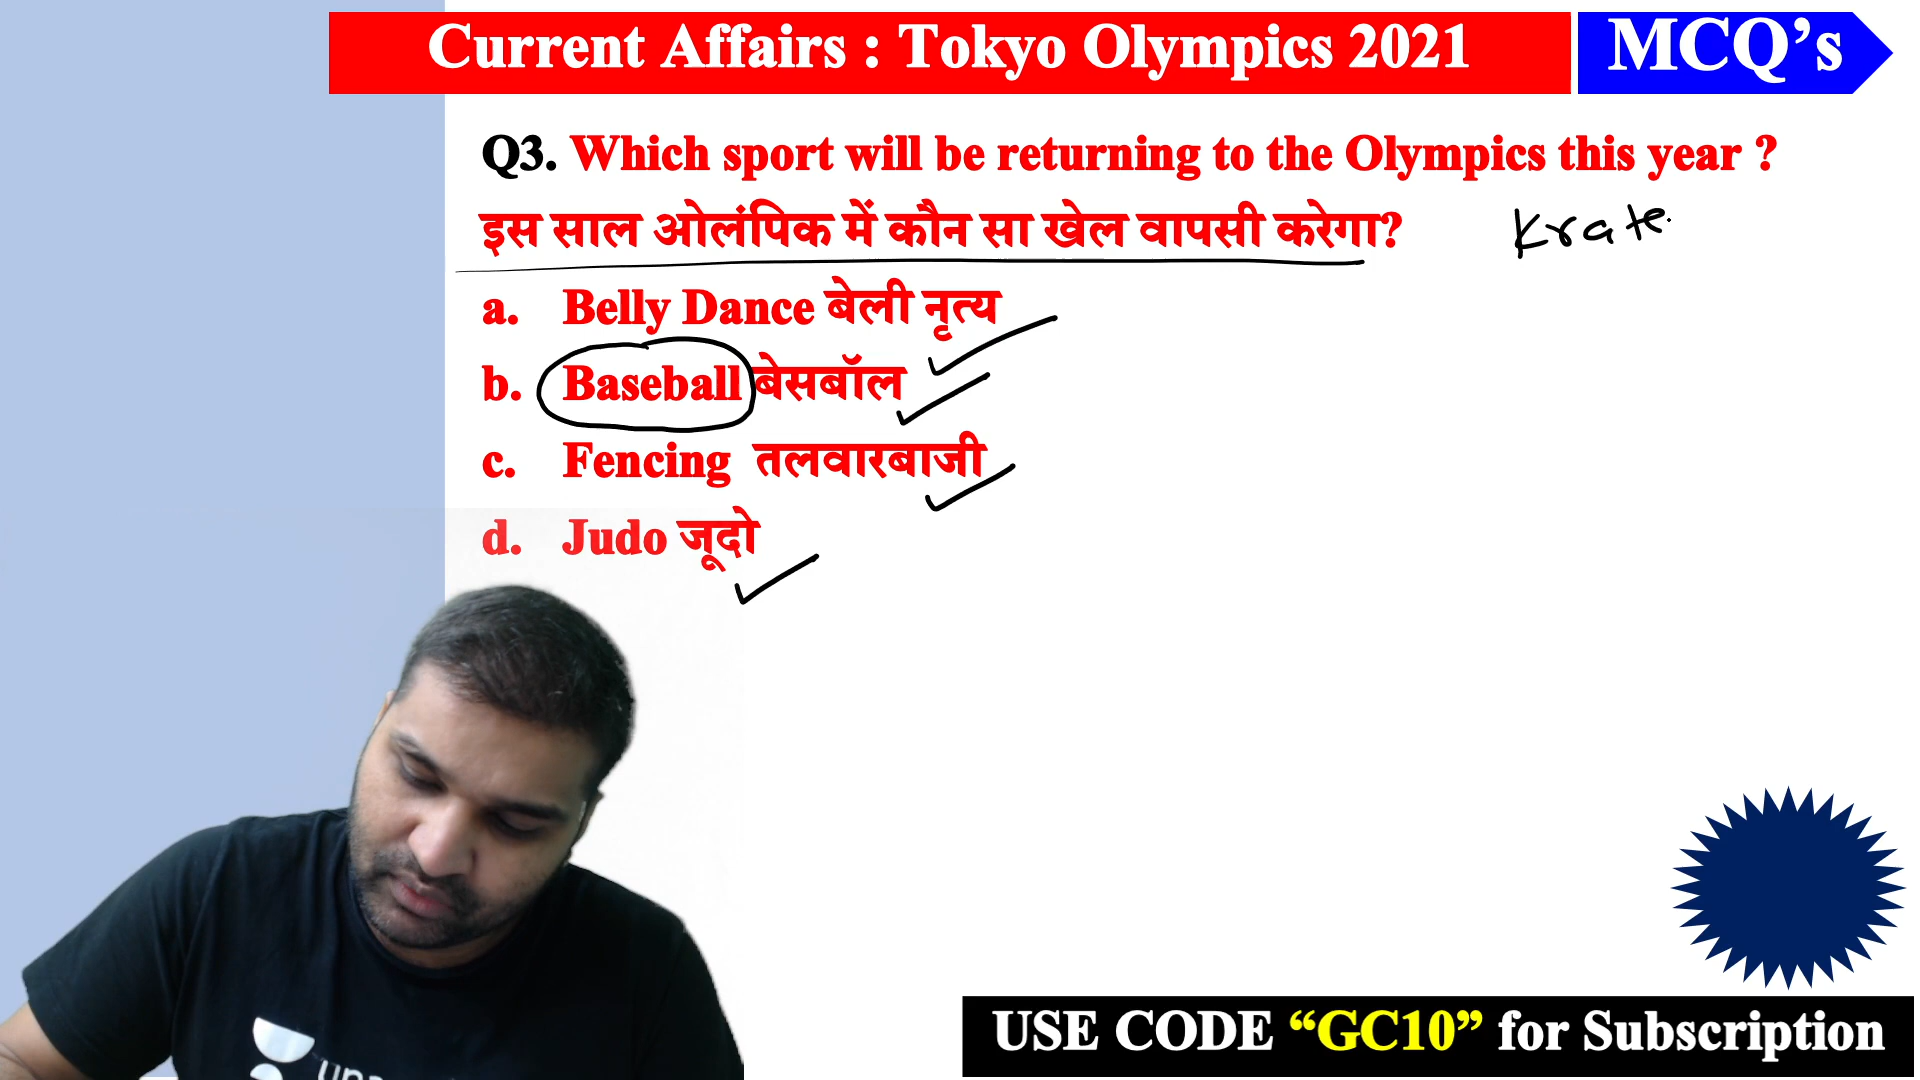 Current Affairs : Tokyo Olympics 2021 MCQ’s
Q3. Which sport will be returning to the Olympics this year ?
इस साल ओलंपिक में कौन सा खेल वापसी करेगा?
Krate
a. Belly Dance बेली नृत्य
b. Baseball बेसबॉल
c. Fencing तलवारबाजी
d. Judo जूदो
USE CODE “GC10” for Subscription